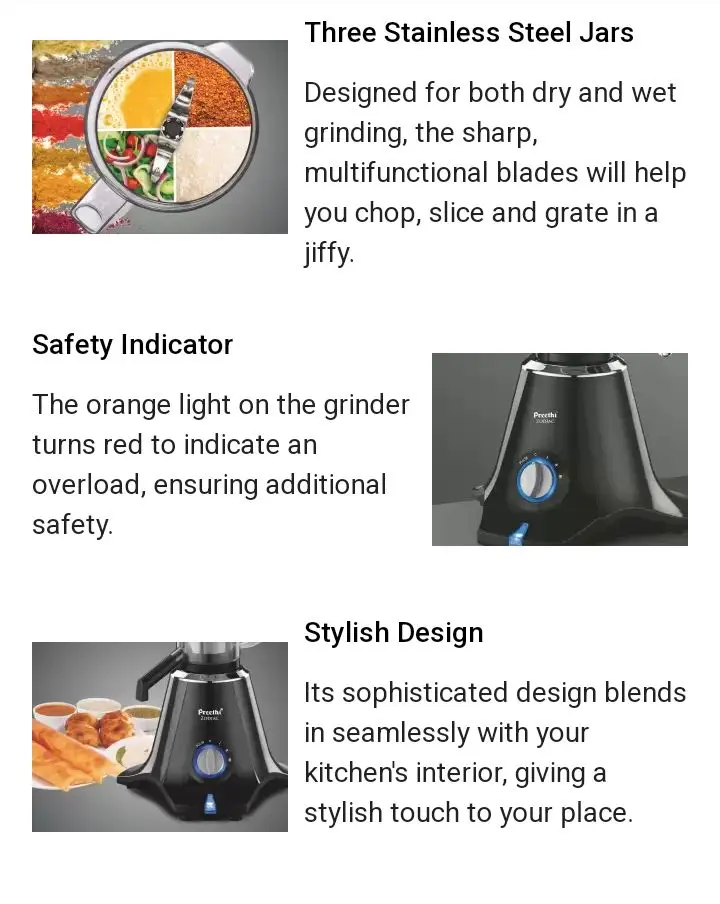 Three Stainless Steel Jars
Designed for both dry and wet
grinding, the sharp,
multifunctional blades will help
you chop, slice and grate in a
jiffy.
Safety Indicator
The orange light on the grinder
turns red to indicate an
overload, ensuring additional
safety.
Preethi
ZODIAC
Stylish Design
Its sophisticated design blends
in seamlessly with your
kitchen's interior, giving a
stylish touch to your place.
Preethi
ZODIAC